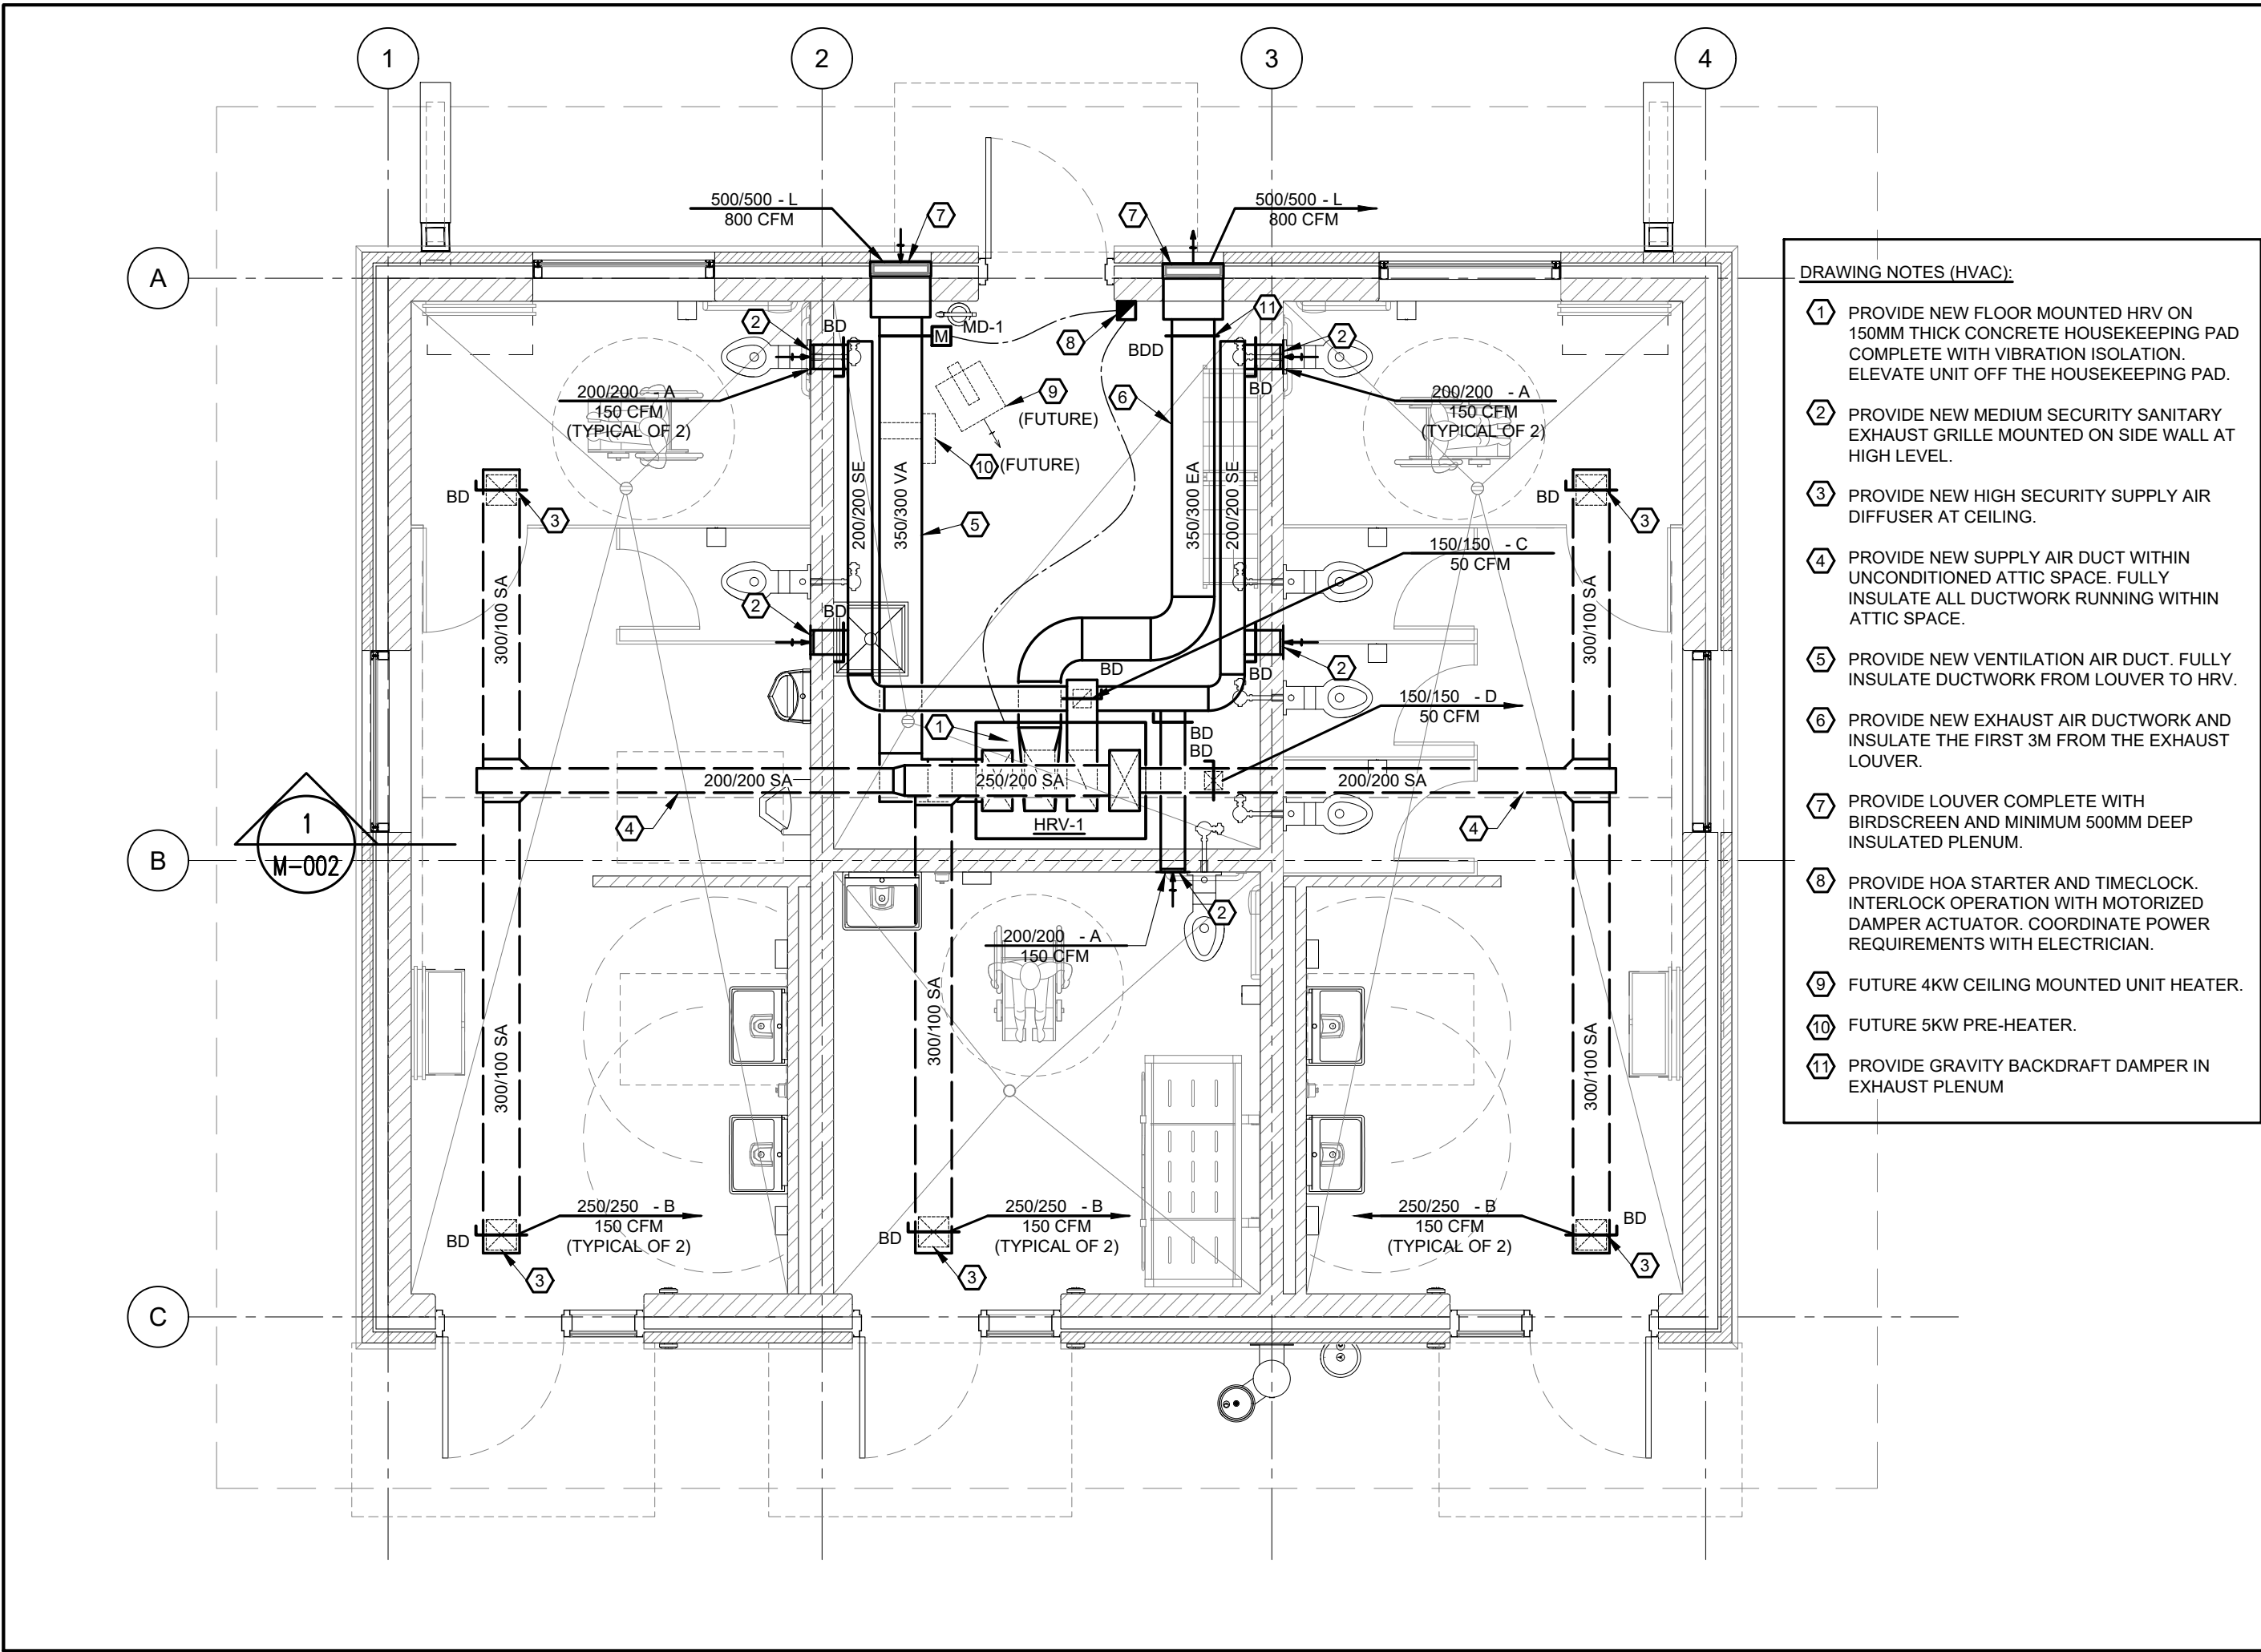 1
2
3
4
500/500 - L
800 CFM
7
7
500/500 - L
800 CFM
A
2
BD
M
MD-1
8
BDD
11
2
BD
200/200 - A
150 CFM
(TYPICAL OF 2)
9
(FUTURE)
6
200/200 - A
150 CFM
(TYPICAL OF 2)
10
(FUTURE)
BD
3
300/100 SA
200/200 SE
350/300 VA
5
350/300 EA
200/200 SE
BD
3
300/100 SA
150/150 - C
50 CFM
2
BD
2
BD
BD
150/150 - D
50 CFM
1
BD
BD
200/200 SA
250/200 SA
200/200 SA
4
HRV-1
4
1
M-002
B
2
200/200 - A
150 CFM
300/100 SA
300/100 SA
300/100 SA
250/250 - B
150 CFM
(TYPICAL OF 2)
BD
3
250/250 - B
150 CFM
(TYPICAL OF 2)
BD
3
250/250 - B
150 CFM
(TYPICAL OF 2)
BD
3
C
DRAWING NOTES (HVAC):
1 PROVIDE NEW FLOOR MOUNTED HRV ON
150MM THICK CONCRETE HOUSEKEEPING PAD
COMPLETE WITH VIBRATION ISOLATION.
ELEVATE UNIT OFF THE HOUSEKEEPING PAD.
2 PROVIDE NEW MEDIUM SECURITY SANITARY
EXHAUST GRILLE MOUNTED ON SIDE WALL AT
HIGH LEVEL.
3 PROVIDE NEW HIGH SECURITY SUPPLY AIR
DIFFUSER AT CEILING.
4 PROVIDE NEW SUPPLY AIR DUCT WITHIN
UNCONDITIONED ATTIC SPACE. FULLY
INSULATE ALL DUCTWORK RUNNING WITHIN
ATTIC SPACE.
5 PROVIDE NEW VENTILATION AIR DUCT. FULLY
INSULATE DUCTWORK FROM LOUVER TO HRV.
6 PROVIDE NEW EXHAUST AIR DUCTWORK AND
INSULATE THE FIRST 3M FROM THE EXHAUST
LOUVER.
7 PROVIDE LOUVER COMPLETE WITH
BIRDSCREEN AND MINIMUM 500MM DEEP
INSULATED PLENUM.
8 PROVIDE HOA STARTER AND TIMECLOCK.
INTERLOCK OPERATION WITH MOTORIZED
DAMPER ACTUATOR. COORDINATE POWER
REQUIREMENTS WITH ELECTRICIAN.
9 FUTURE 4KW CEILING MOUNTED UNIT HEATER.
10 FUTURE 5KW PRE-HEATER.
11 PROVIDE GRAVITY BACKDRAFT DAMPER IN
EXHAUST PLENUM